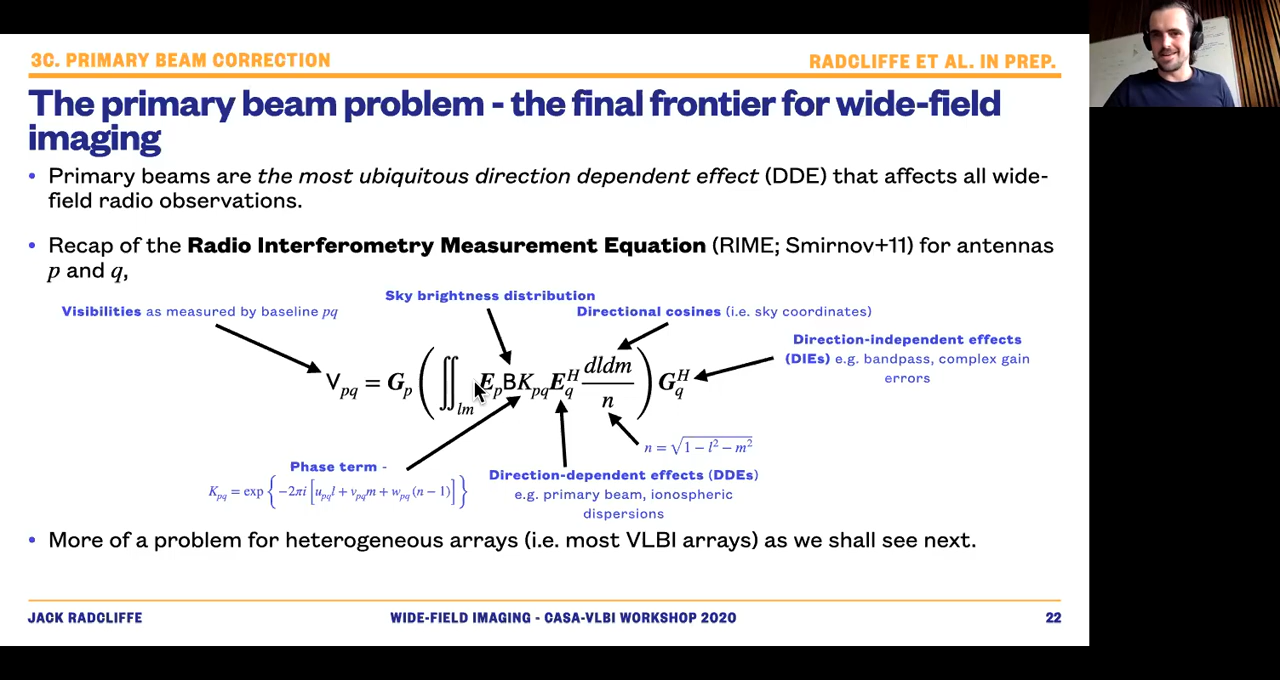 3C. PRIMARY BEAM CORRECTION
RADCLIFFE ET AL. IN PREP.
The primary beam problem - the final frontier for wide-field
imaging
• Primary beams are the most ubiquitous direction dependent effect (DDE) that affects all wide-
field radio observations.
• Recap of the Radio Interferometry Measurement Equation (RIME; Smirnov+11) for antennas
p and q,
Sky brightness distribution
Visibilities as measured by baseline pq
Directional cosines (i.e. sky coordinates)
Direction-independent effects
(DIEs) e.g. bandpass, complex gain
errors
V_pq = G_p ( ∬_lm E_p B K_pq E_q^H dldm/n ) G_q^H
n = √(1 − l² − m²)
Phase term -
K_pq = exp { −2πi [ u_pq l + v_pq m + w_pq (n − 1) ] }
Direction-dependent effects (DDEs)
e.g. primary beam, ionospheric
dispersions
• More of a problem for heterogeneous arrays (i.e. most VLBI arrays) as we shall see next.
JACK RADCLIFFE
WIDE-FIELD IMAGING - CASA-VLBI WORKSHOP 2020
22